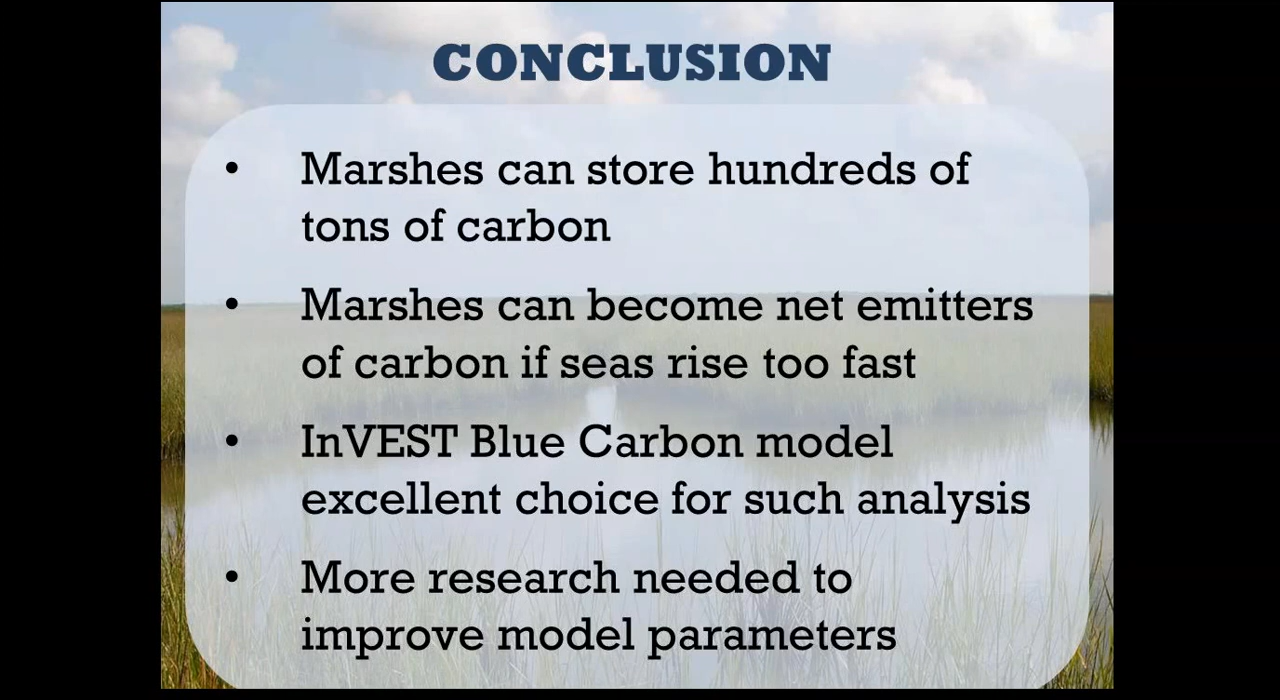 CONCLUSION
• Marshes can store hundreds of
tons of carbon
• Marshes can become net emitters
of carbon if seas rise too fast
• InVEST Blue Carbon model
excellent choice for such analysis
• More research needed to
improve model parameters